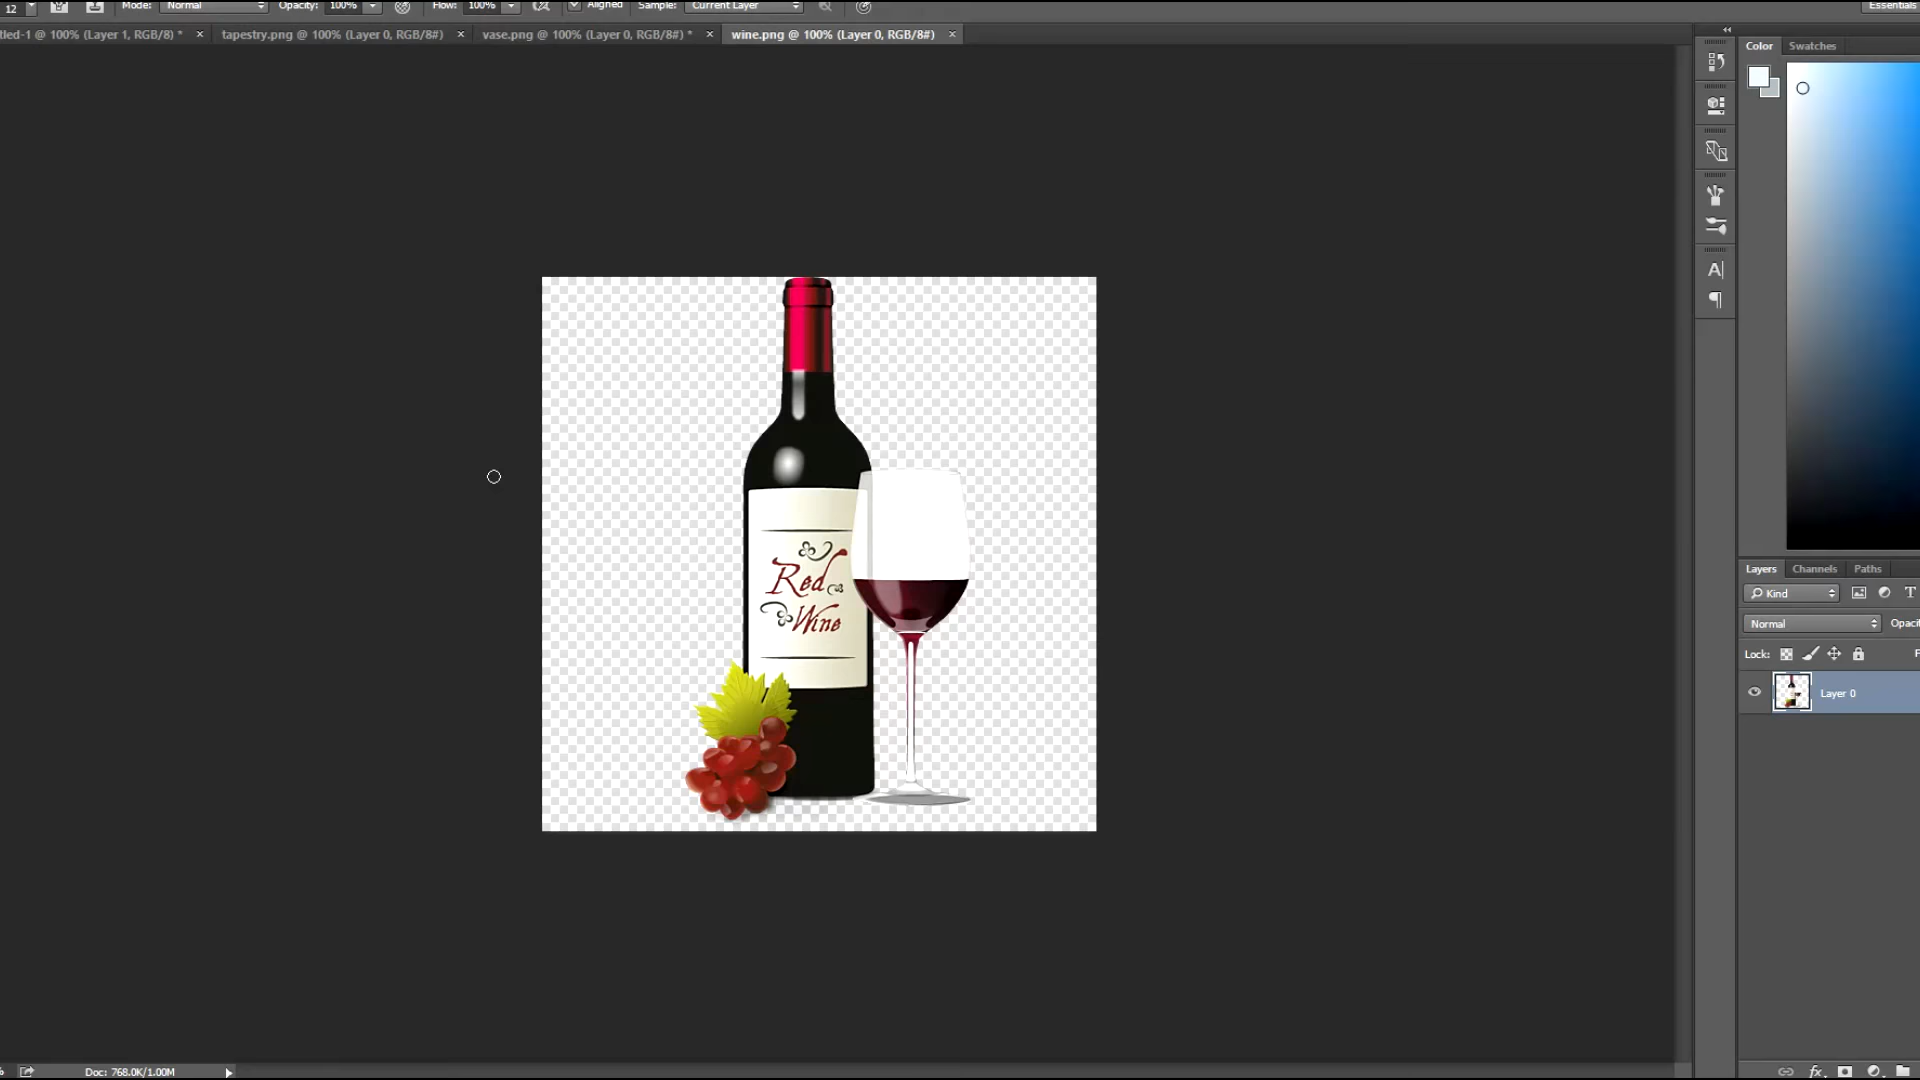 12
Mode:
Normal
Opacity:
100%
Flow:
100%
Aligned
Sample:
Current Layer
Essentials
tled-1 @ 100% (Layer 1, RGB/8) *
tapestry.png @ 100% (Layer 0, RGB/8#)
vase.png @ 100% (Layer 0, RGB/8#) *
wine.png @ 100% (Layer 0, RGB/8#)
Color
Swatches
Red
Wine
Layers
Channels
Paths
Kind
Normal
Opaci
Lock:
F
Layer 0
Doc: 768.0K/1.00M
fx